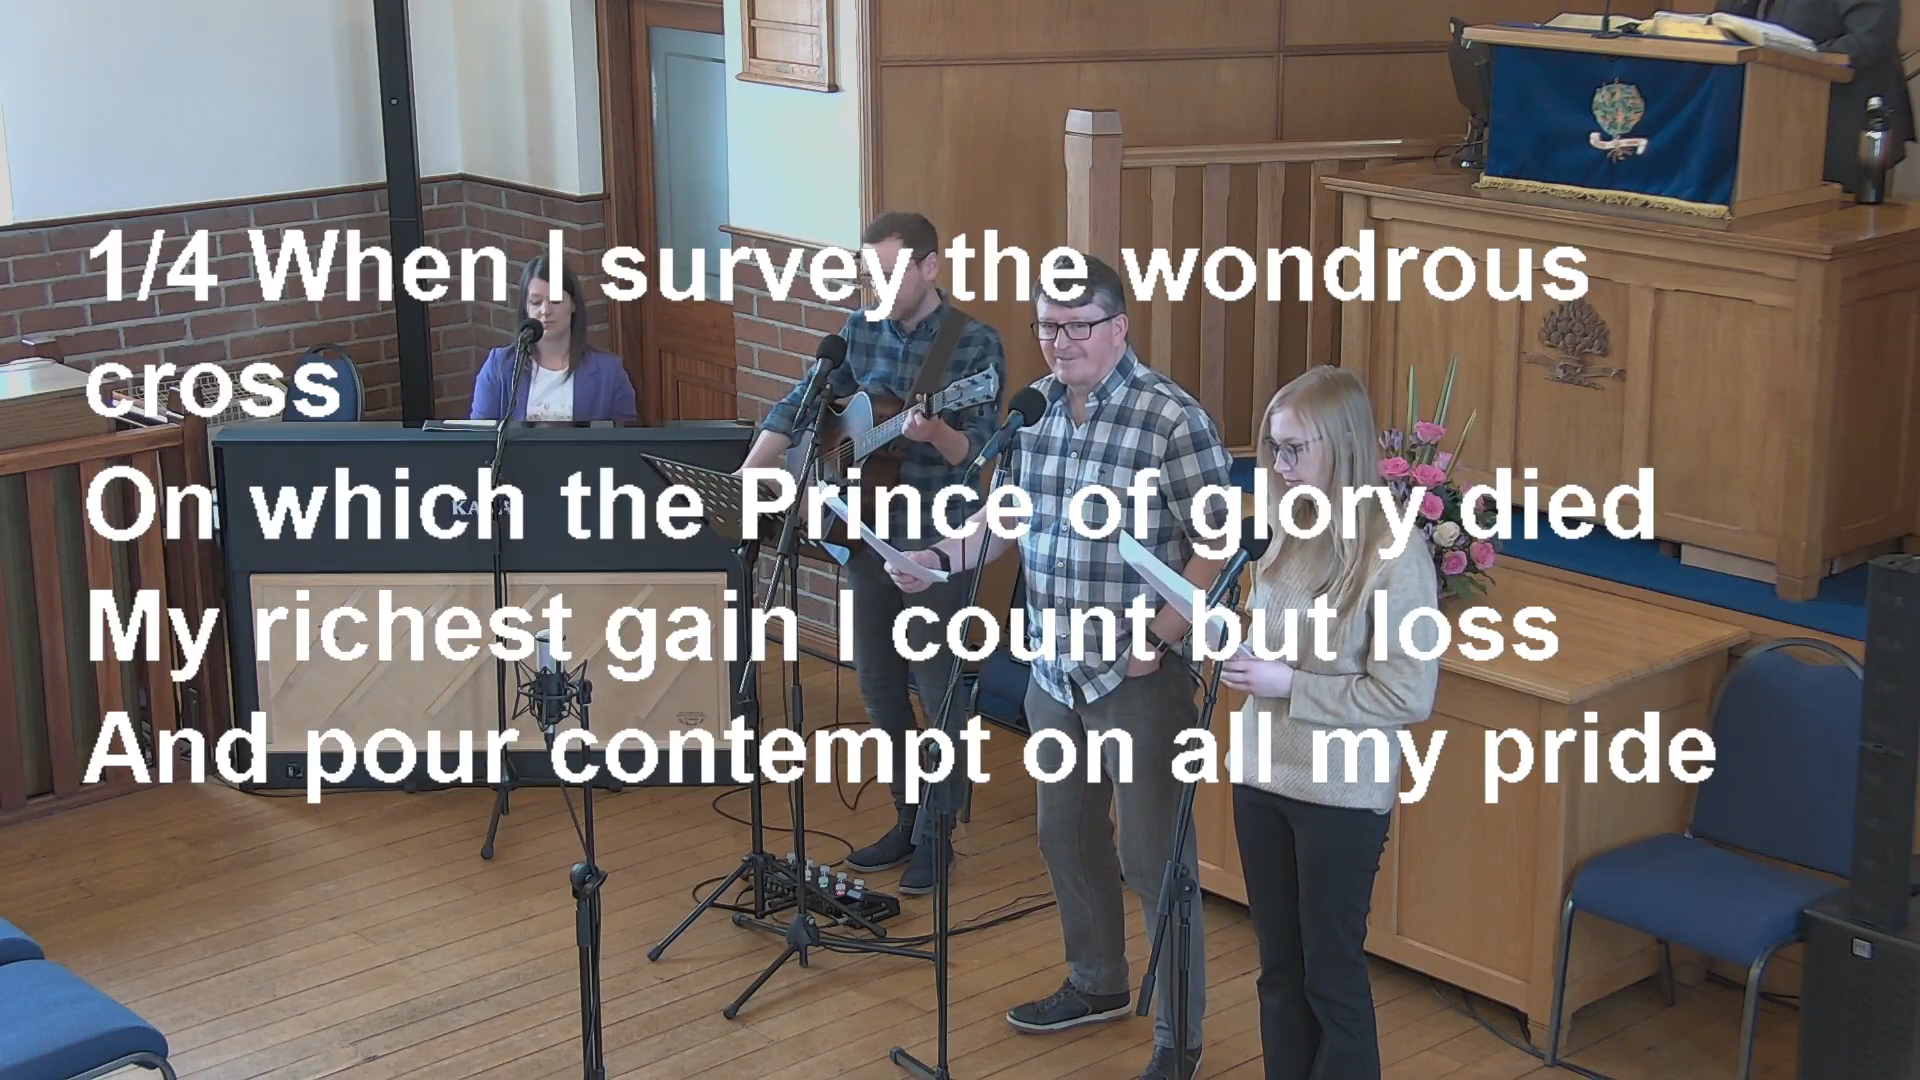 1/4 When I survey the wondrous
cross
On which the Prince of glory died
My richest gain I count but loss
And pour contempt on all my pride